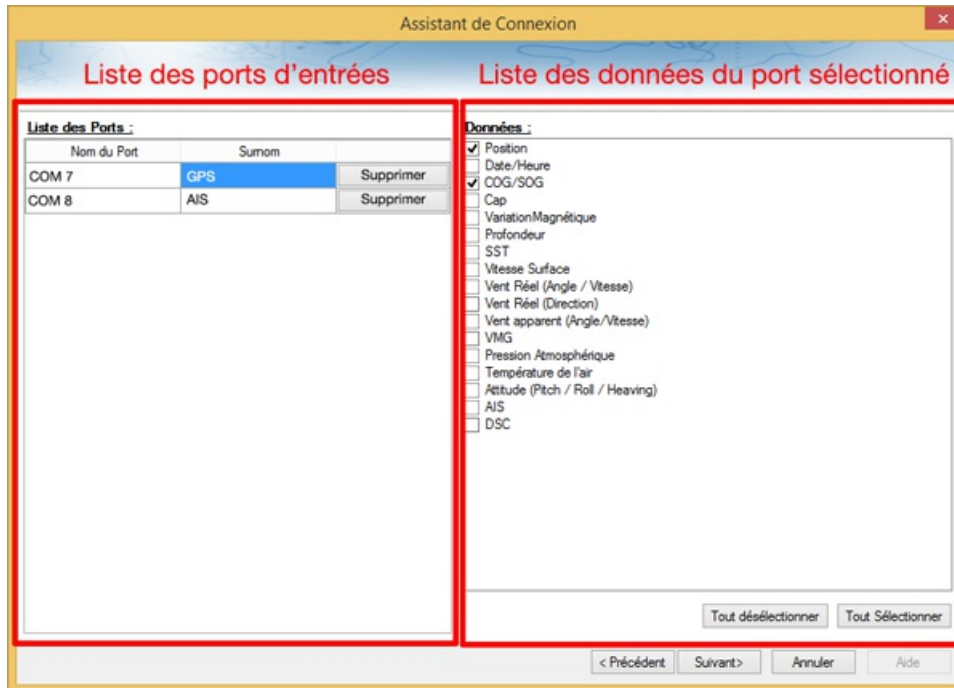 Assistant de Connexion
Liste des ports d'entrées
Liste des données du port sélectionné
Liste des Ports :
Nom du Port Surnom
COM 7 GPS Supprimer
COM 8 AIS Supprimer
Données :
Position
Date/Heure
COG/SOG
Cap
VariationMagnétique
Profondeur
SST
Vitesse Surface
Vent Réel (Angle / Vitesse)
Vent Réel (Direction)
Vent apparent (Angle/Vitesse)
VMG
Pression Atmosphérique
Température de l'air
Attitude (Pitch / Roll / Heaving)
AIS
DSC
Tout désélectionner Tout Sélectionner
< Précédent Suivant> Annuler Aide